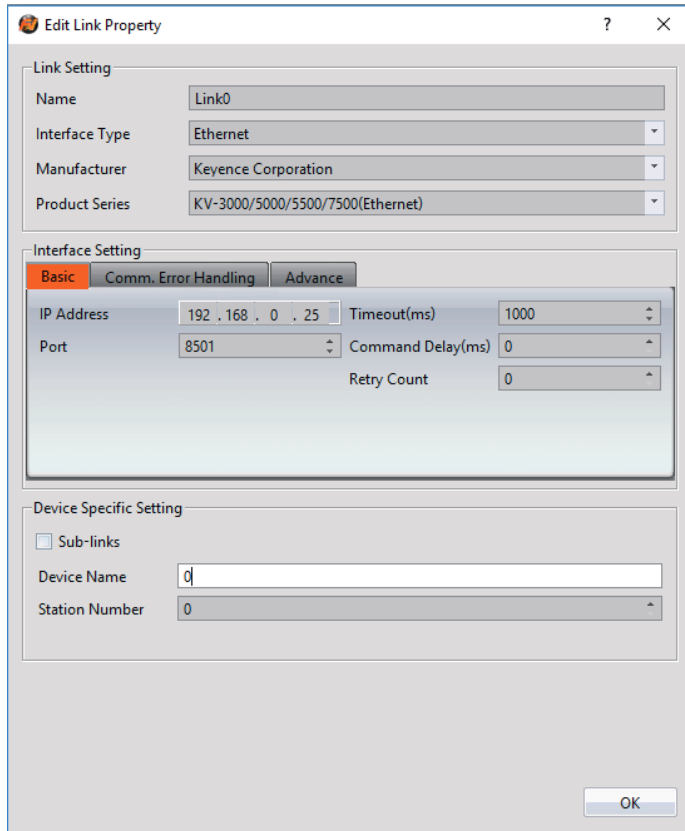 Edit Link Property ?
Link Setting
Name Link0
Interface Type Ethernet
Manufacturer Keyence Corporation
Product Series KV-3000/5000/5500/7500(Ethernet)
Interface Setting
Basic Comm. Error Handling Advance
IP Address 192 . 168 . 0 . 25 Timeout(ms) 1000
Port 8501 Command Delay(ms) 0
Retry Count 0
Device Specific Setting
Sub-links
Device Name 0
Station Number 0
OK